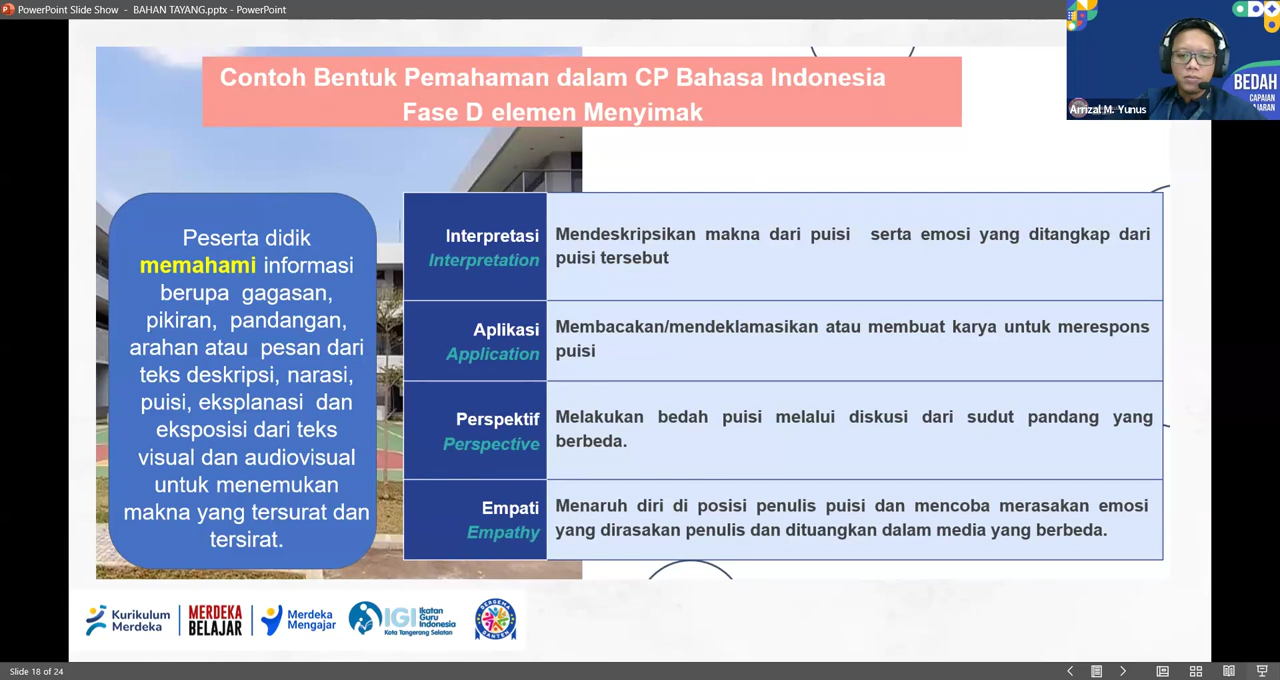 PowerPoint Slide Show - BAHAN TAYANG.pptx - PowerPoint
Contoh Bentuk Pemahaman dalam CP Bahasa Indonesia
Fase D elemen Menyimak
BEDAH
CAPAIAN
AJARAN
Arrizal M. Yunus
Peserta didik
memahami informasi
berupa gagasan,
pikiran, pandangan,
arahan atau pesan dari
teks deskripsi, narasi,
puisi, eksplanasi dan
eksposisi dari teks
visual dan audiovisual
untuk menemukan
makna yang tersurat dan
tersirat.
Interpretasi
Interpretation
Mendeskripsikan makna dari puisi serta emosi yang ditangkap dari
puisi tersebut
Aplikasi
Application
Membacakan/mendeklamasikan atau membuat karya untuk merespons
puisi
Perspektif
Perspective
Melakukan bedah puisi melalui diskusi dari sudut pandang yang
berbeda.
Empati
Empathy
Menaruh diri di posisi penulis puisi dan mencoba merasakan emosi
yang dirasakan penulis dan dituangkan dalam media yang berbeda.
Kurikulum
Merdeka
MERDEKA
BELAJAR
Merdeka
Mengajar
IGI
Ikatan
Guru
Indonesia
Kota Tangerang Selatan
Slide 18 of 24